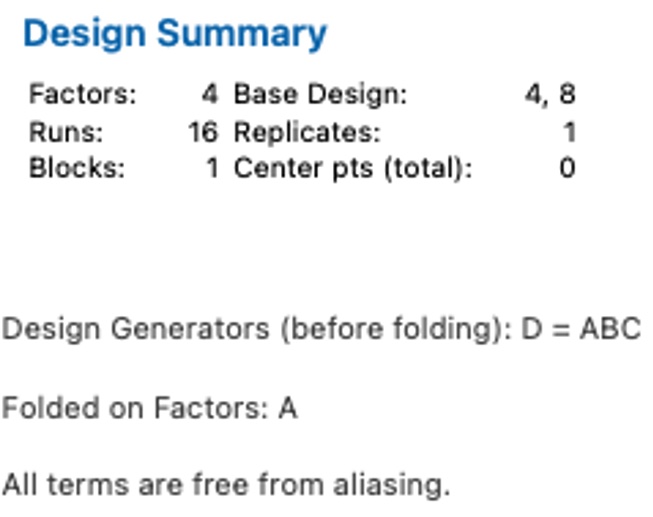 Design Summary
Factors: 4 Base Design: 4, 8
Runs: 16 Replicates: 1
Blocks: 1 Center pts (total): 0
Design Generators (before folding): D = ABC
Folded on Factors: A
All terms are free from aliasing.